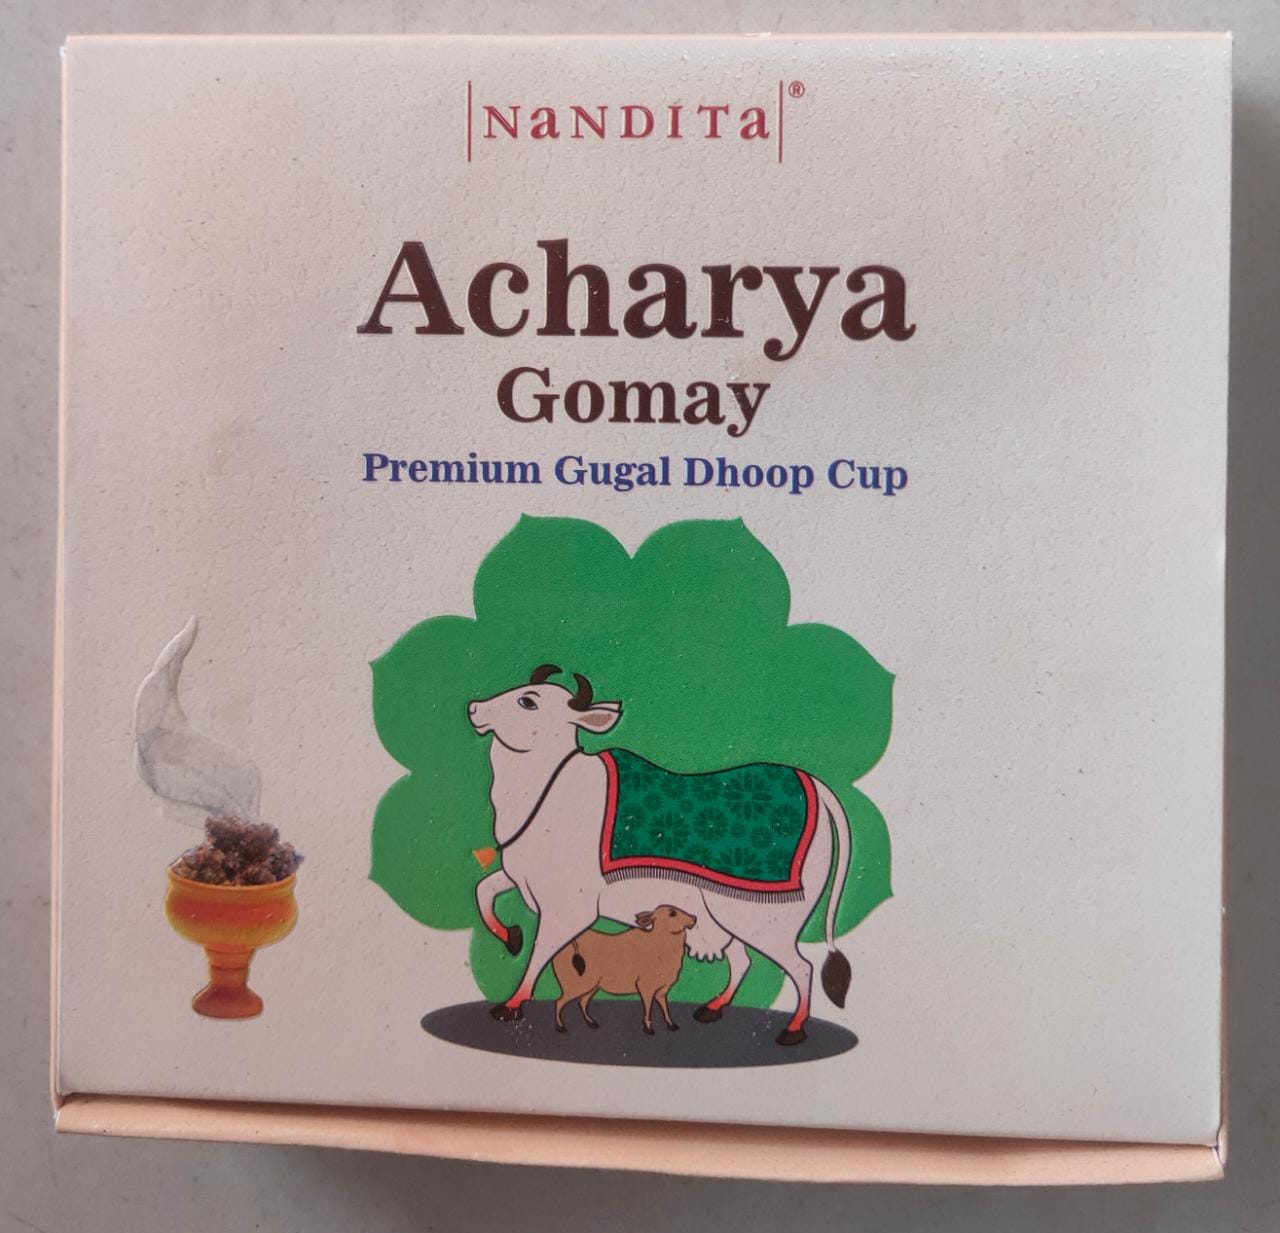 NaNDITa®
Acharya
Gomay
Premium Gugal Dhoop Cup